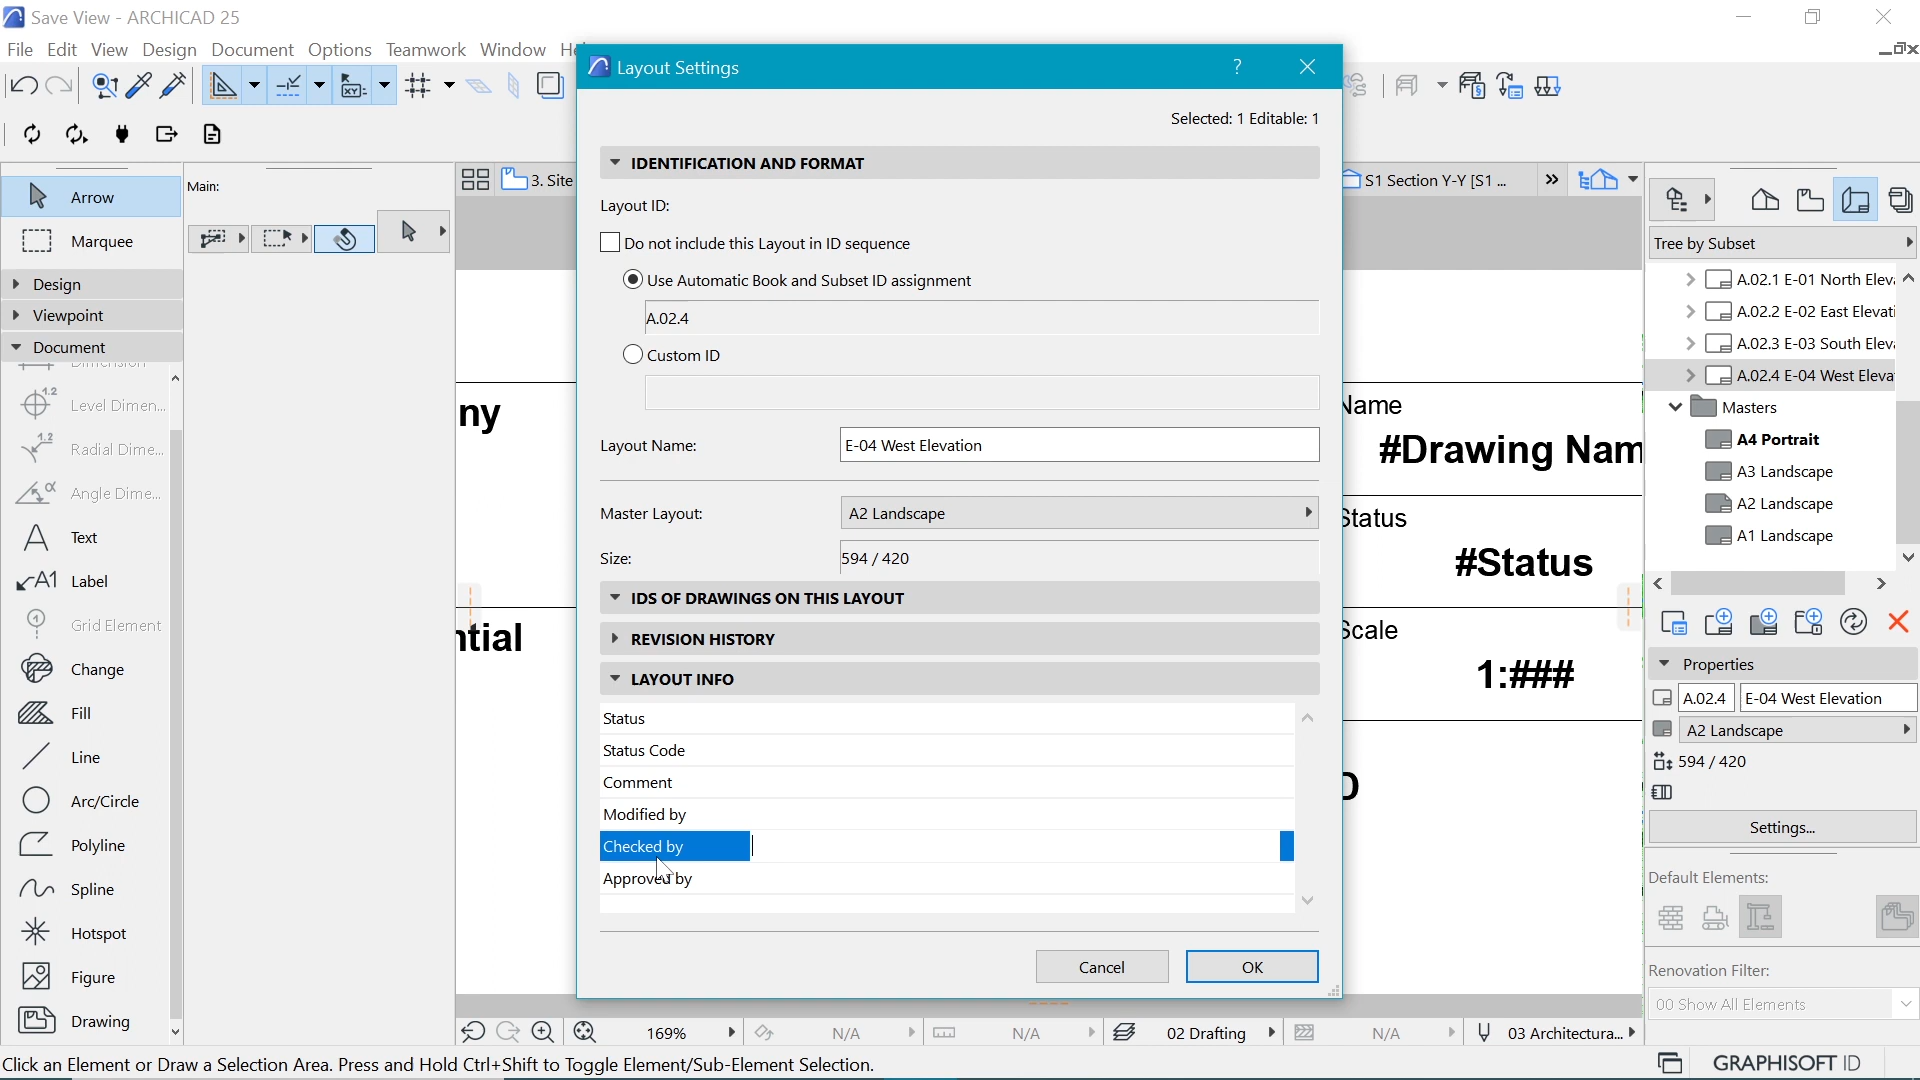 Save View - ARCHICAD 25
File Edit View Design Document Options Teamwork Window He
Layout Settings
?
Selected: 1 Editable: 1
IDENTIFICATION AND FORMAT
Layout ID:
Do not include this Layout in ID sequence
Use Automatic Book and Subset ID assignment
A.02.4
Custom ID
Layout Name:
E-04 West Elevation
Master Layout:
A2 Landscape
Size:
594 / 420
IDS OF DRAWINGS ON THIS LAYOUT
REVISION HISTORY
LAYOUT INFO
Status
Status Code
Comment
Modified by
Checked by
Approved by
Cancel
OK
Main:
Arrow
Marquee
Design
Viewpoint
Document
Dimension
Level Dimen...
Radial Dime...
Angle Dime...
Text
Label
Grid Element
Change
Fill
Line
Arc/Circle
Polyline
Spline
Hotspot
Figure
Drawing
3. Site
S1 Section Y-Y [S1 ...
ny
ntial
Name
#Drawing Nam
Status
#Status
Scale
1:###
D
Tree by Subset
A.02.1 E-01 North Elev
A.02.2 E-02 East Elevati
A.02.3 E-03 South Elev
A.02.4 E-04 West Eleva
Masters
A4 Portrait
A3 Landscape
A2 Landscape
A1 Landscape
Properties
A.02.4
E-04 West Elevation
A2 Landscape
594 / 420
Settings...
Default Elements:
Renovation Filter:
00 Show All Elements
169%
N/A
N/A
02 Drafting
N/A
03 Architectura...
Click an Element or Draw a Selection Area. Press and Hold Ctrl+Shift to Toggle Element/Sub-Element Selection.
GRAPHISOFT ID